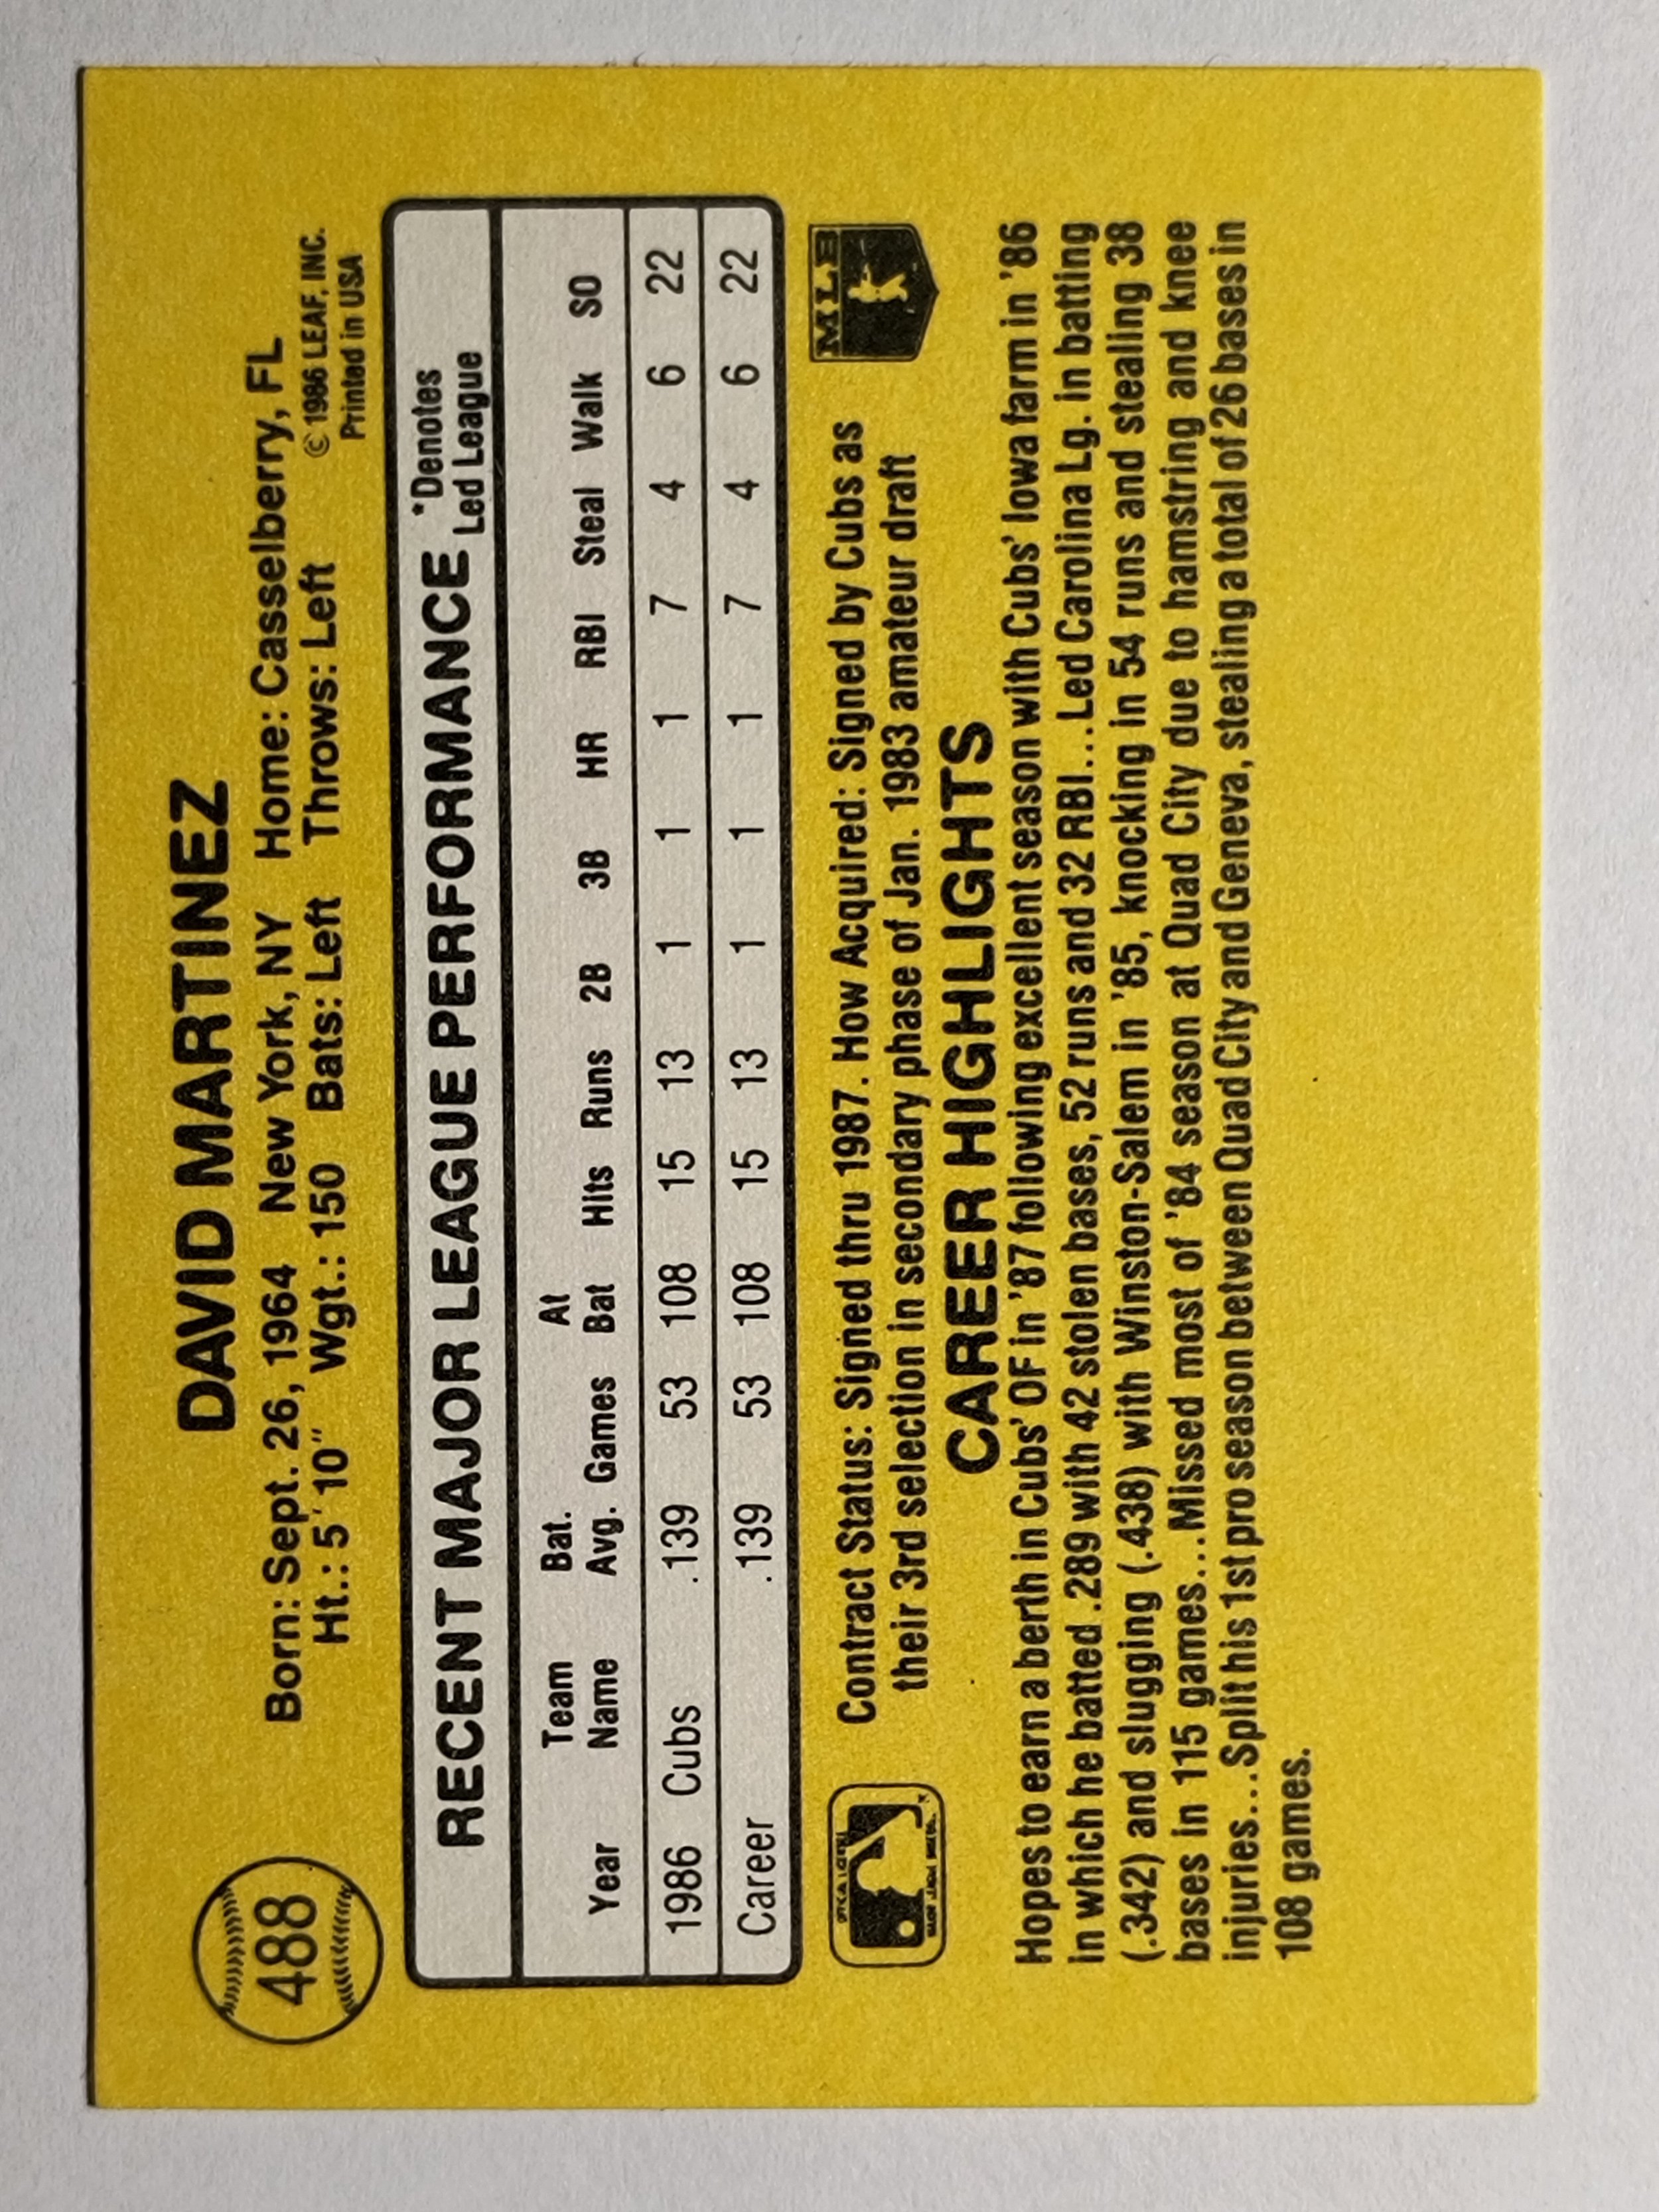 488
DAVID MARTINEZ
Born: Sept. 26, 1964 New York, NY Home: Casselberry, FL
Ht.: 5'10" Wgt.: 150 Bats: Left Throws: Left
© 1986 LEAF, INC.
Printed in USA
RECENT MAJOR LEAGUE PERFORMANCE *Denotes Led League
Year Team Name Bat. Avg. Games At Bat Hits Runs 2B 3B HR RBI Steal Walk SO
1986 Cubs .139 53 108 15 13 1 1 1 7 4 6 22
Career .139 53 108 15 13 1 1 1 7 4 6 22
Contract Status: Signed thru 1987. How Acquired: Signed by Cubs as
their 3rd selection in secondary phase of Jan. 1983 amateur draft
MLB
CAREER HIGHLIGHTS
Hopes to earn a berth in Cubs' OF in '87 following excellent season with Cubs' Iowa farm in '86
in which he batted .289 with 42 stolen bases, 52 runs and 32 RBI...Led Carolina Lg. in batting
(.342) and slugging (.438) with Winston-Salem in '85, knocking in 54 runs and stealing 38
bases in 115 games...Missed most of '84 season at Quad City due to hamstring and knee
injuries...Split his 1st pro season between Quad City and Geneva, stealing a total of 26 bases in
108 games.